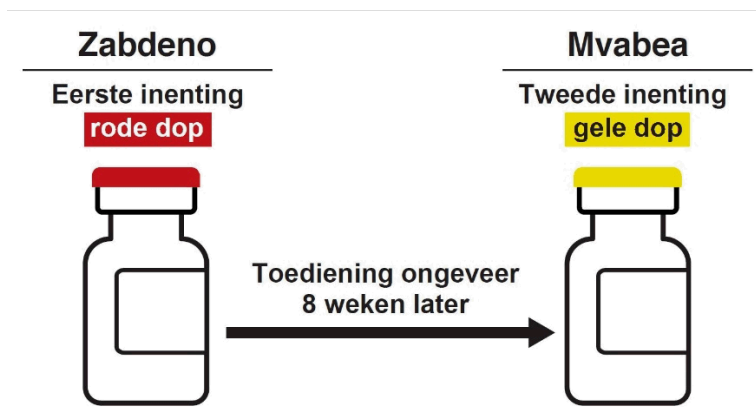 Zabdeno
Eerste inenting
rode dop
Mvabea
Tweede inenting
gele dop
Toediening ongeveer
8 weken later